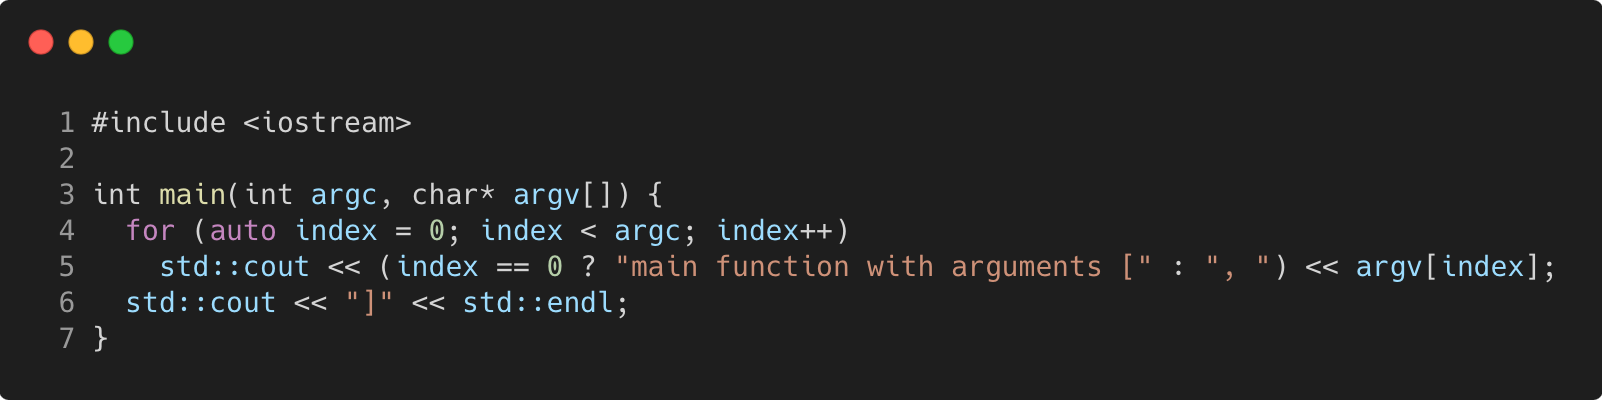 1 #include <iostream>
2
3 int main(int argc, char* argv[]) {
4   for (auto index = 0; index < argc; index++)
5     std::cout << (index == 0 ? "main function with arguments [" : ", ") << argv[index];
6   std::cout << "]" << std::endl;
7 }